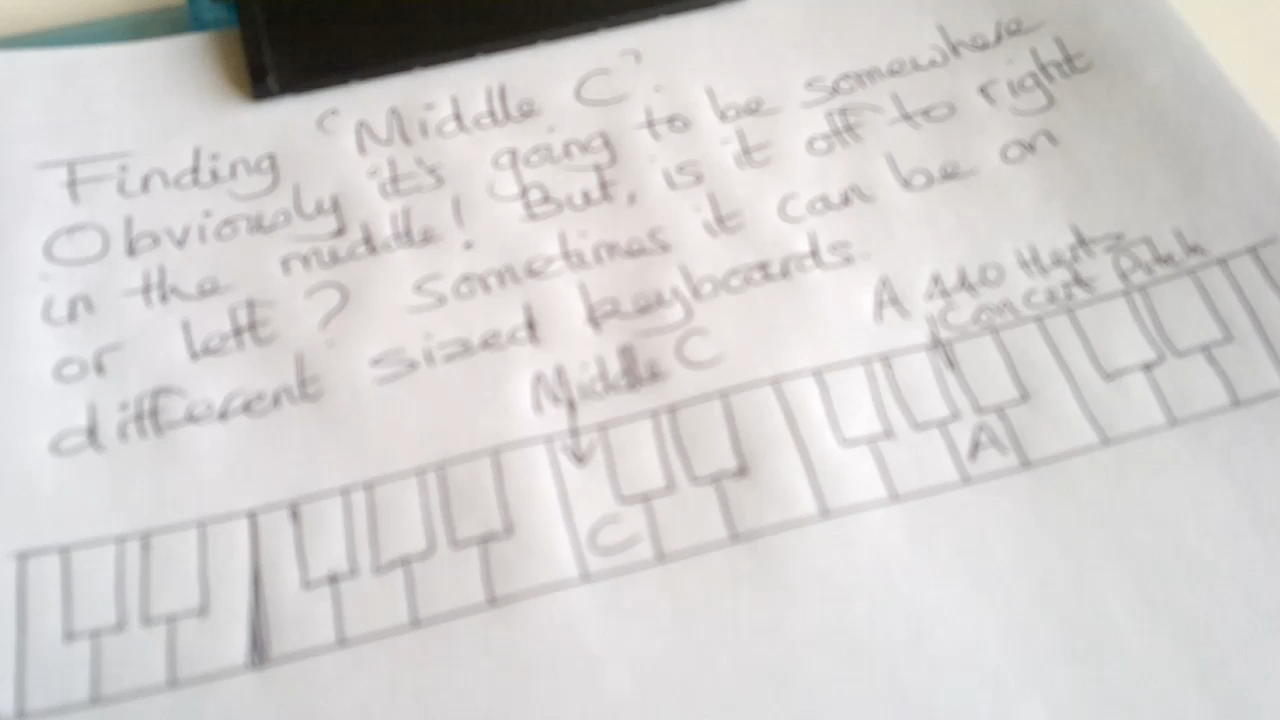 Finding 'Middle C'.
Obviously it's going to be somewhere
in the middle! But, is it off to right
or left? Sometimes it can be on
different sized keyboards.
Middle C
A 440 Hertz
Concert Pitch
C
A